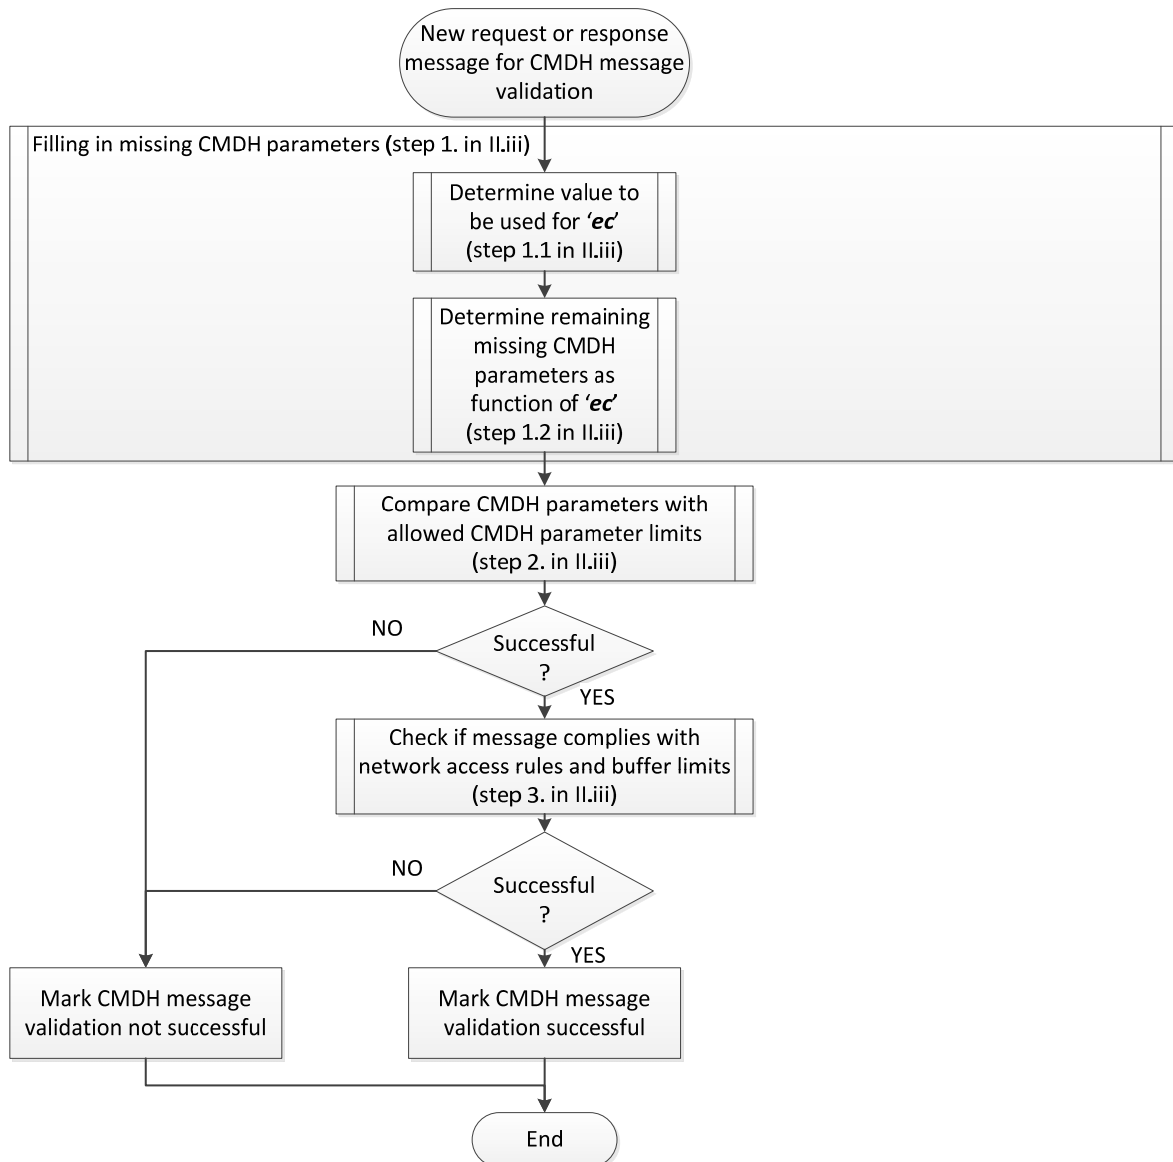 New request or response
message for CMDH message
validation
Filling in missing CMDH parameters (step 1. in II.iii)
Determine value to
be used for ‘ec’
(step 1.1 in II.iii)
Determine remaining
missing CMDH
parameters as
function of ‘ec’
(step 1.2 in II.iii)
Compare CMDH parameters with
allowed CMDH parameter limits
(step 2. in II.iii)
NO
Successful
?
YES
Check if message complies with
network access rules and buffer limits
(step 3. in II.iii)
NO
Successful
?
YES
Mark CMDH message
validation not successful
Mark CMDH message
validation successful
End